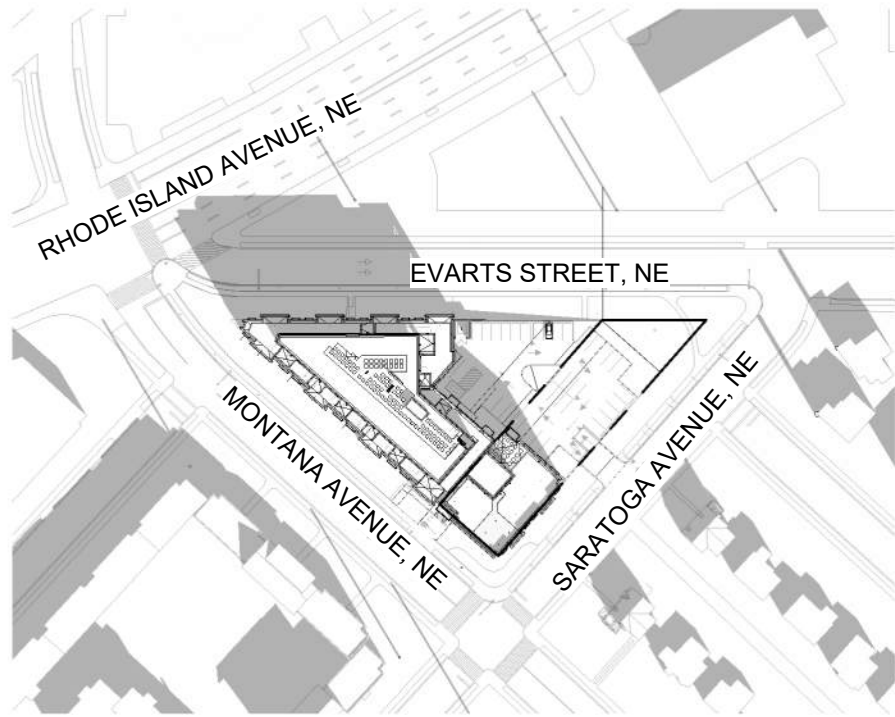 RHODE ISLAND AVENUE, NE
EVARTS STREET, NE
MONTANA AVENUE, NE
SARATOGA AVENUE, NE